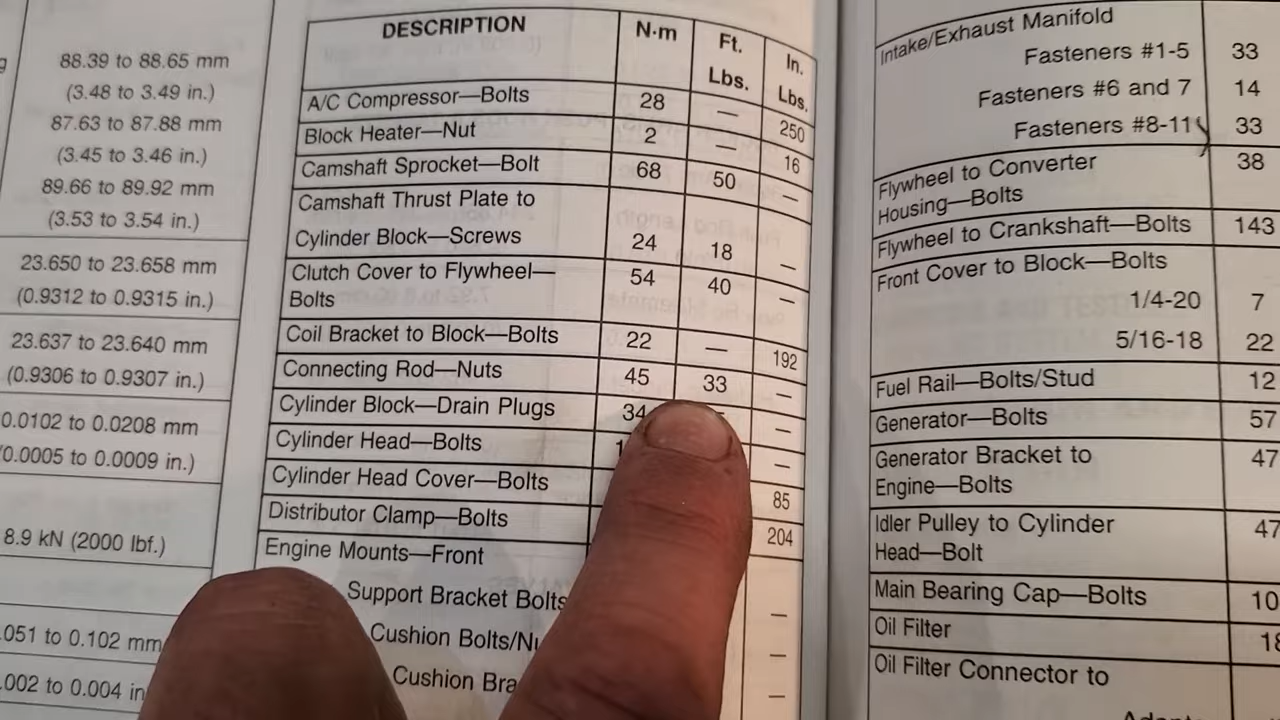 88.39 to 88.65 mm
(3.48 to 3.49 in.)
87.63 to 87.88 mm
(3.45 to 3.46 in.)
89.66 to 89.92 mm
(3.53 to 3.54 in.)
23.650 to 23.658 mm
(0.9312 to 0.9315 in.)
23.637 to 23.640 mm
(0.9306 to 0.9307 in.)
0.0102 to 0.0208 mm
(0.0005 to 0.0009 in.)
8.9 kN (2000 lbf.)
.051 to 0.102 mm
.002 to 0.004 in
DESCRIPTION N·m Ft. Lbs. In. Lbs.
A/C Compressor—Bolts 28 — 250
Block Heater—Nut 2 — 16
Camshaft Sprocket—Bolt 68 50 —
Camshaft Thrust Plate to
Cylinder Block—Screws 24 18 —
Clutch Cover to Flywheel— 54 40 —
Bolts
Coil Bracket to Block—Bolts 22 — 192
Connecting Rod—Nuts 45 33 —
Cylinder Block—Drain Plugs 34 —
Cylinder Head—Bolts —
Cylinder Head Cover—Bolts 85
Distributor Clamp—Bolts 204
Engine Mounts—Front
Support Bracket Bolts —
Cushion Bolts/Nu —
Cushion Bra —
Intake/Exhaust Manifold
Fasteners #1-5 33
Fasteners #6 and 7 14
Fasteners #8-11 33
Flywheel to Converter 38
Housing—Bolts
Flywheel to Crankshaft—Bolts 143
Front Cover to Block—Bolts
1/4-20 7
5/16-18 22
Fuel Rail—Bolts/Stud 12
Generator—Bolts 57
Generator Bracket to 47
Engine—Bolts
Idler Pulley to Cylinder 47
Head—Bolt
Main Bearing Cap—Bolts 10
Oil Filter 18
Oil Filter Connector to